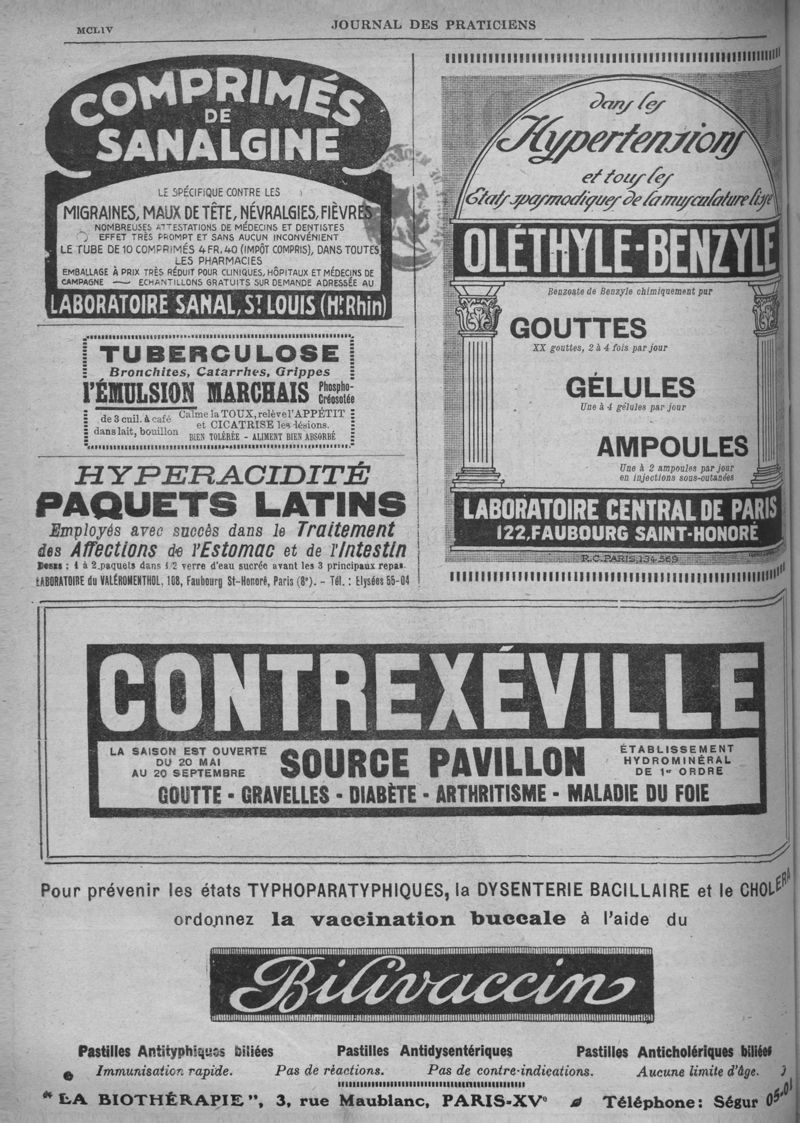 MCLIV
JOURNAL DES PRATICIENS
COMPRIMÉS
DE
SANALGINE
LE SPÉCIFIQUE CONTRE LES
MIGRAINES, MAUX DE TÊTE, NÉVRALGIES, FIÈVRES
NOMBREUSES ATTESTATIONS DE MÉDECINS ET DENTISTES
EFFET TRÈS PROMPT ET SANS AUCUN INCONVÉNIENT
LE TUBE DE 10 COMPRIMÉS 4 FR. 40 (IMPÔT COMPRIS), DANS TOUTES
LES PHARMACIES
EMBALLAGE À PRIX TRÈS RÉDUIT POUR CLINIQUES, HÔPITAUX ET MÉDECINS DE
CAMPAGNE — ECHANTILLONS GRATUITS SUR DEMANDE ADRESSÉE AU
LABORATOIRE SANAL, ST LOUIS (HT RHIN)
TUBERCULOSE
Bronchites, Catarrhes, Grippes
l'ÉMULSION MARCHAIS Phospho-
Créosotée
de 3 cuil. à café
dans lait, bouillon
Calme la TOUX, relève l'APPÉTIT
et CICATRISE les lésions.
BIEN TOLÉRÉE - ALIMENT BIEN ABSORBÉ
HYPERACIDITÉ
PAQUETS LATINS
Employés avec succès dans le Traitement
des Affections de l'Estomac et de l'Intestin
DOSES : 1 à 2 paquets dans 1/2 verre d'eau sucrée avant les 3 principaux repas.
LABORATOIRE du VALÉROMENTHOL, 108, Faubourg St-Honoré, Paris (8e). - Tél. : Elysées 55-04
dans les
Hypertensions
et tous les
États spasmodiques de la musculature lisse
OLÉTHYLE-BENZYLE
Benzoate de Benzyle chimiquement pur
GOUTTES
XX gouttes, 2 à 4 fois par jour
GÉLULES
Une à 4 gélules par jour
AMPOULES
Une à 2 ampoules par jour
en injections sous-cutanées
LABORATOIRE CENTRAL DE PARIS
122, FAUBOURG SAINT-HONORÉ
R.C. PARIS, 134-569
CONTREXÉVILLE
LA SAISON EST OUVERTE
DU 20 MAI
AU 20 SEPTEMBRE
SOURCE PAVILLON
ÉTABLISSEMENT
HYDROMINÉRAL
DE 1er ORDRE
GOUTTE - GRAVELLES - DIABÈTE - ARTHRITISME - MALADIE DU FOIE
Pour prévenir les états TYPHOPARATYPHIQUES, la DYSENTERIE BACILLAIRE et le CHOLERA
ordonnez la vaccination buccale à l'aide du
Bilivaccin
Pastilles Antityphiques biliées
Pastilles Antidysentériques
Pastilles Anticholériques biliées
Immunisation rapide.
Pas de réactions.
Pas de contre-indications.
Aucune limite d'âge.
"LA BIOTHÉRAPIE", 3, rue Maublanc, PARIS-XVe
Téléphone : Ségur 05-01